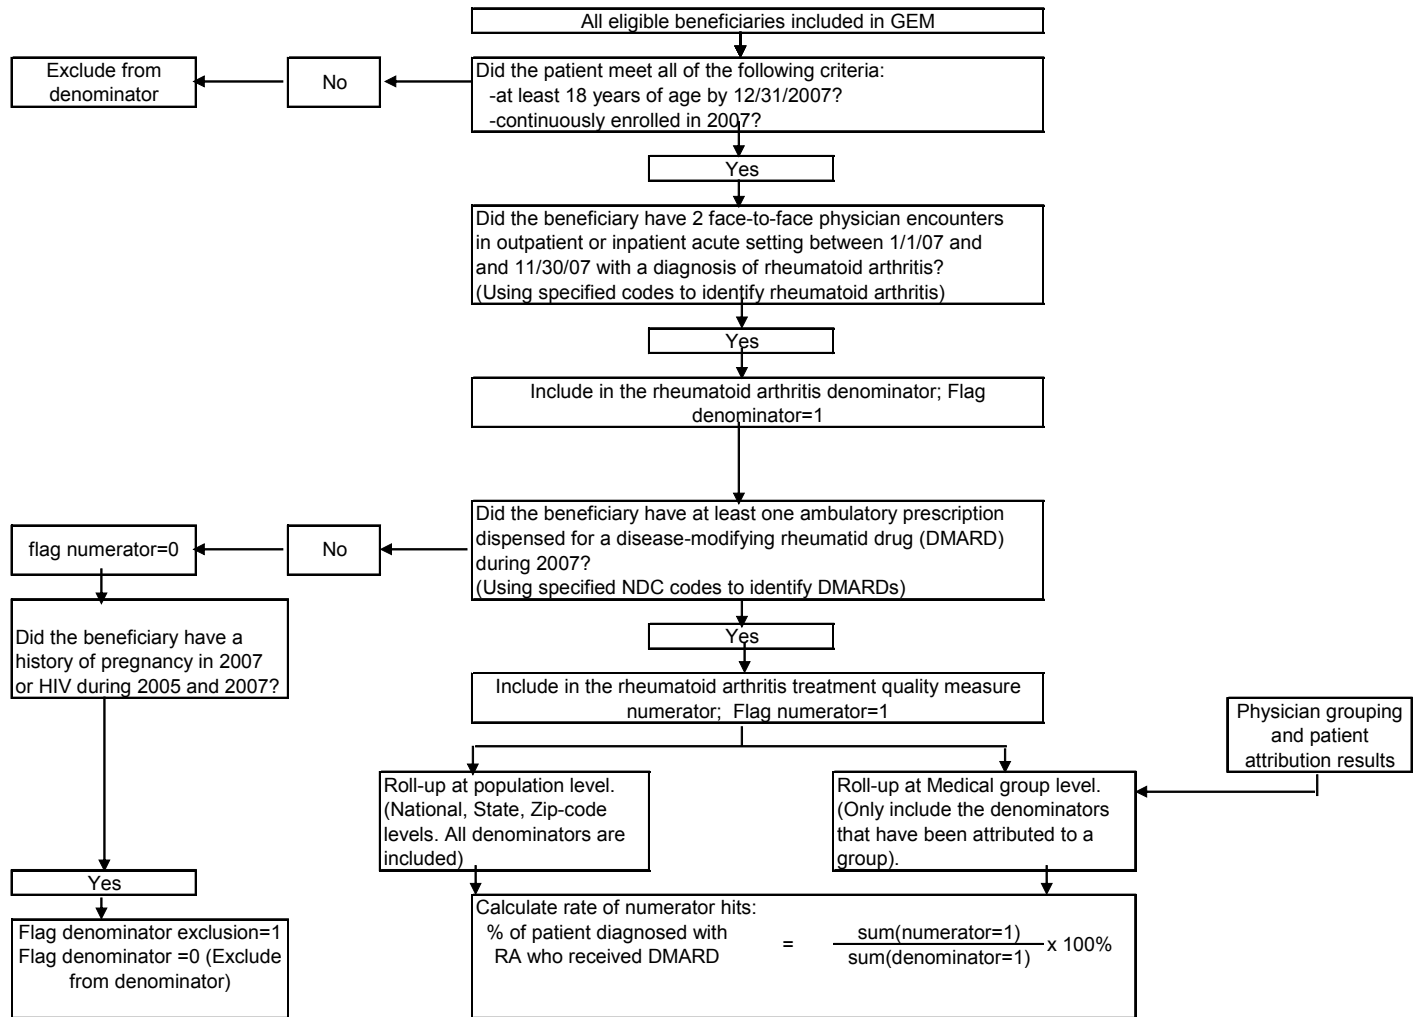 All eligible beneficiaries included in GEM
Exclude from
denominator
No
Did the patient meet all of the following criteria:
-at least 18 years of age by 12/31/2007?
-continuously enrolled in 2007?
Yes
Did the beneficiary have 2 face-to-face physician encounters
in outpatient or inpatient acute setting between 1/1/07 and
and 11/30/07 with a diagnosis of rheumatoid arthritis?
(Using specified codes to identify rheumatoid arthritis)
Yes
Include in the rheumatoid arthritis denominator; Flag
denominator=1
Did the beneficiary have at least one ambulatory prescription
dispensed for a disease-modifying rheumatid drug (DMARD)
during 2007?
(Using specified NDC codes to identify DMARDs)
No
flag numerator=0
Did the beneficiary have a
history of pregnancy in 2007
or HIV during 2005 and 2007?
Yes
Flag denominator exclusion=1
Flag denominator =0 (Exclude
from denominator)
Yes
Include in the rheumatoid arthritis treatment quality measure
numerator; Flag numerator=1
Physician grouping
and patient
attribution results
Roll-up at population level.
(National, State, Zip-code
levels. All denominators are
included)
Roll-up at Medical group level.
(Only include the denominators
that have been attributed to a
group).
Calculate rate of numerator hits:
% of patient diagnosed with
RA who received DMARD
=
sum(numerator=1)
sum(denominator=1)
x 100%